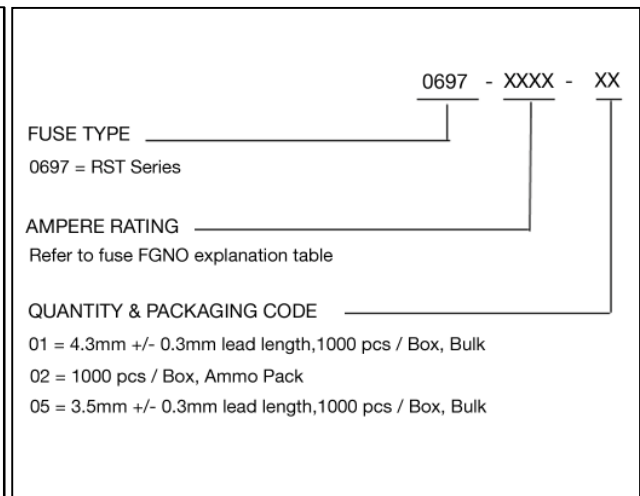 0697 - XXXX - XX
FUSE TYPE
0697 = RST Series
AMPERE RATING
Refer to fuse FGNO explanation table
QUANTITY & PACKAGING CODE
01 = 4.3mm +/- 0.3mm lead length,1000 pcs / Box, Bulk
02 = 1000 pcs / Box, Ammo Pack
05 = 3.5mm +/- 0.3mm lead length,1000 pcs / Box, Bulk